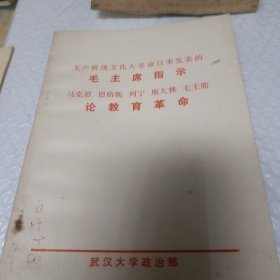 无产阶级文化大革命以来发表的
毛主席指示
马克思 恩格斯 列宁 斯大林 毛主席
论教育革命
武汉大学政治部